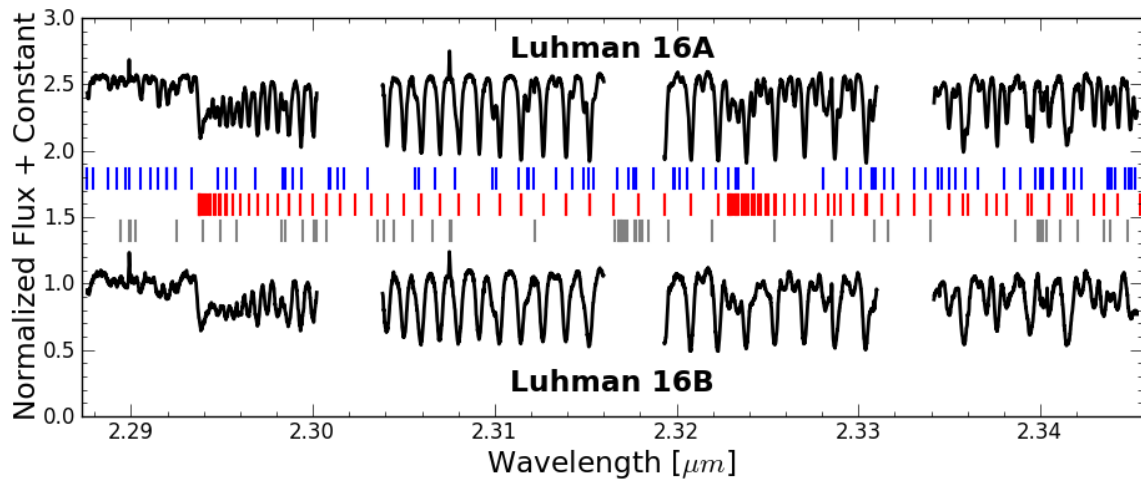 Normalized Flux + Constant
3.0
2.5
2.0
1.5
1.0
0.5
0.0
Luhman 16A
Luhman 16B
2.29 2.30 2.31 2.32 2.33 2.34
Wavelength [μm]